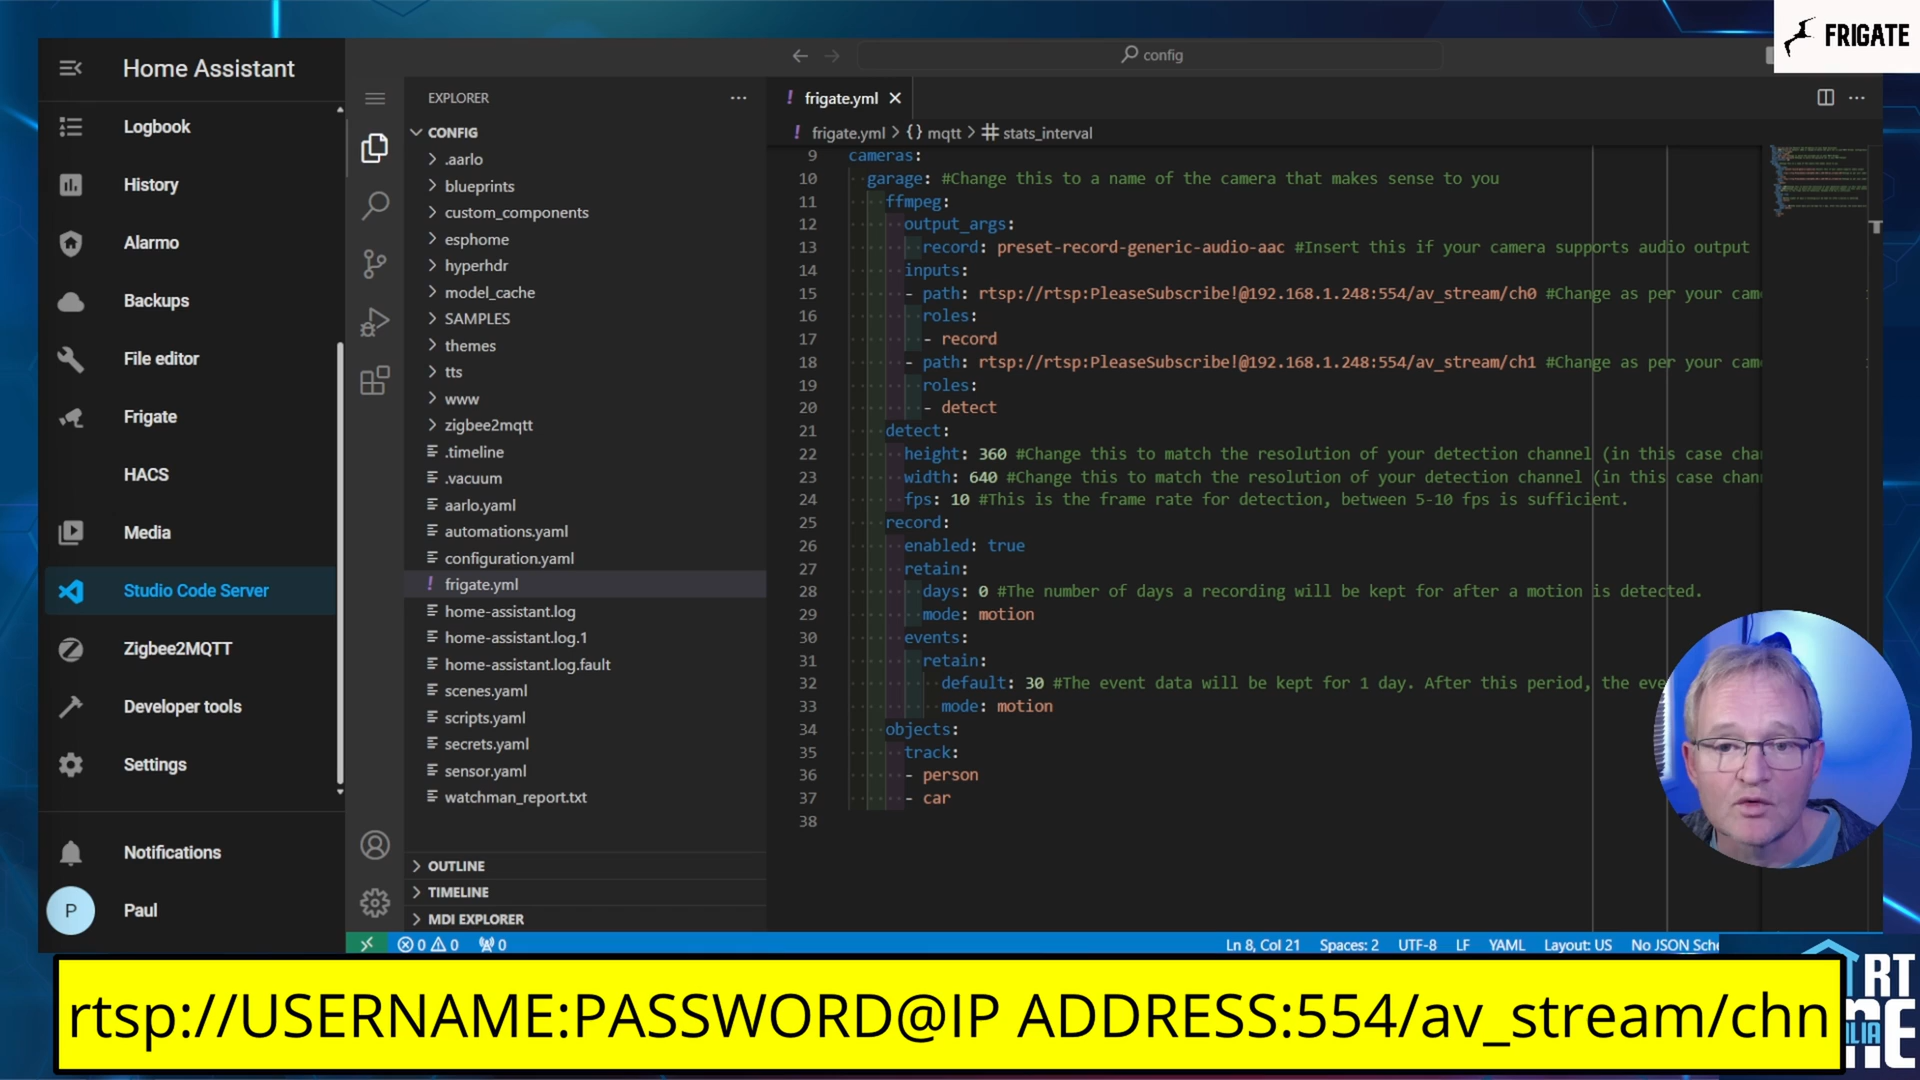 FRIGATE
Home Assistant
Logbook
History
Alarmo
Backups
File editor
Frigate
HACS
Media
Studio Code Server
Zigbee2MQTT
Developer tools
Settings
Notifications
P
Paul
config
EXPLORER
CONFIG
.aarlo
blueprints
custom_components
esphome
hyperhdr
model_cache
SAMPLES
themes
tts
www
zigbee2mqtt
.timeline
.vacuum
aarlo.yaml
automations.yaml
configuration.yaml
! frigate.yml
home-assistant.log
home-assistant.log.1
home-assistant.log.fault
scenes.yaml
scripts.yaml
secrets.yaml
sensor.yaml
watchman_report.txt
OUTLINE
TIMELINE
MDI EXPLORER
! frigate.yml
! frigate.yml > {} mqtt > # stats_interval
9 cameras:
10 garage: #Change this to a name of the camera that makes sense to you
11 ffmpeg:
12 output_args:
13 record: preset-record-generic-audio-aac #Insert this if your camera supports audio output
14 inputs:
15 - path: rtsp://rtsp:PleaseSubscribe!@192.168.1.248:554/av_stream/ch0 #Change as per your cam
16 roles:
17 - record
18 - path: rtsp://rtsp:PleaseSubscribe!@192.168.1.248:554/av_stream/ch1 #Change as per your cam
19 roles:
20 - detect
21 detect:
22 height: 360 #Change this to match the resolution of your detection channel (in this case cha
23 width: 640 #Change this to match the resolution of your detection channel (in this case chan
24 fps: 10 #This is the frame rate for detection, between 5-10 fps is sufficient.
25 record:
26 enabled: true
27 retain:
28 days: 0 #The number of days a recording will be kept for after a motion is detected.
29 mode: motion
30 events:
31 retain:
32 default: 30 #The event data will be kept for 1 day. After this period, the eve
33 mode: motion
34 objects:
35 track:
36 - person
37 - car
38
0 0 0
Ln 8, Col 21 Spaces: 2 UTF-8 LF YAML Layout: US No JSON Sche
rtsp://USERNAME:PASSWORD@IP ADDRESS:554/av_stream/chn
RT
ME